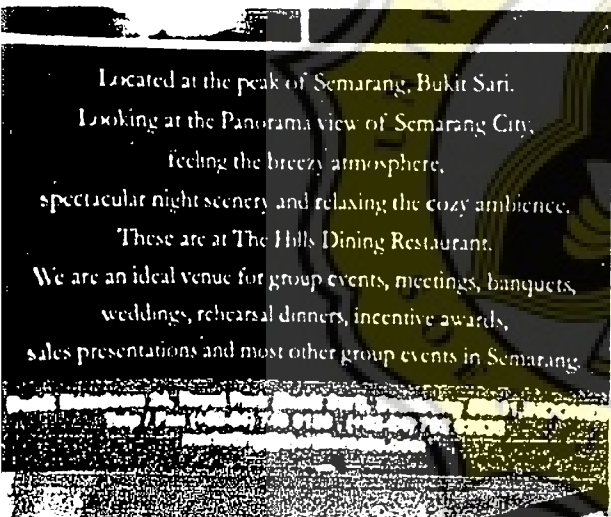 Located at the peak of Semarang, Bukit Sari.
Looking at the Panorama view of Semarang City,
feeling the breezy atmosphere,
spectacular night scenery and relaxing the cozy ambience.
These are at The Hills Dining Restaurant.
We are an ideal venue for group events, meetings, banquets,
weddings, rehearsal dinners, incentive awards,
sales presentations and most other group events in Semarang.